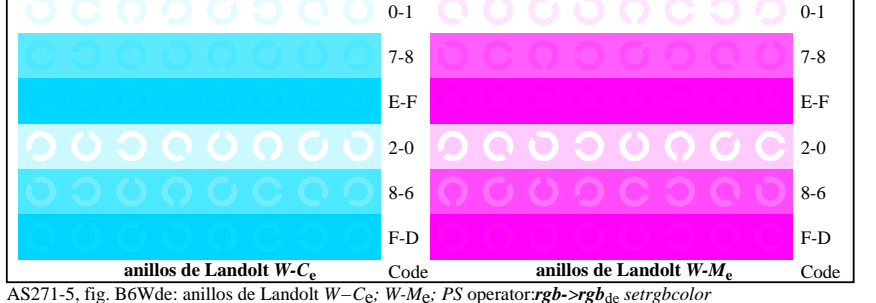 0-1 0-1
7-8 7-8
E-F E-F
2-0 2-0
8-6 8-6
F-D F-D
anillos de Landolt W-Ce Code anillos de Landolt W-Me Code
AS271-5, fig. B6Wde: anillos de Landolt W−Ce; W-Me; PS operator:rgb->rgbde setrgbcolor